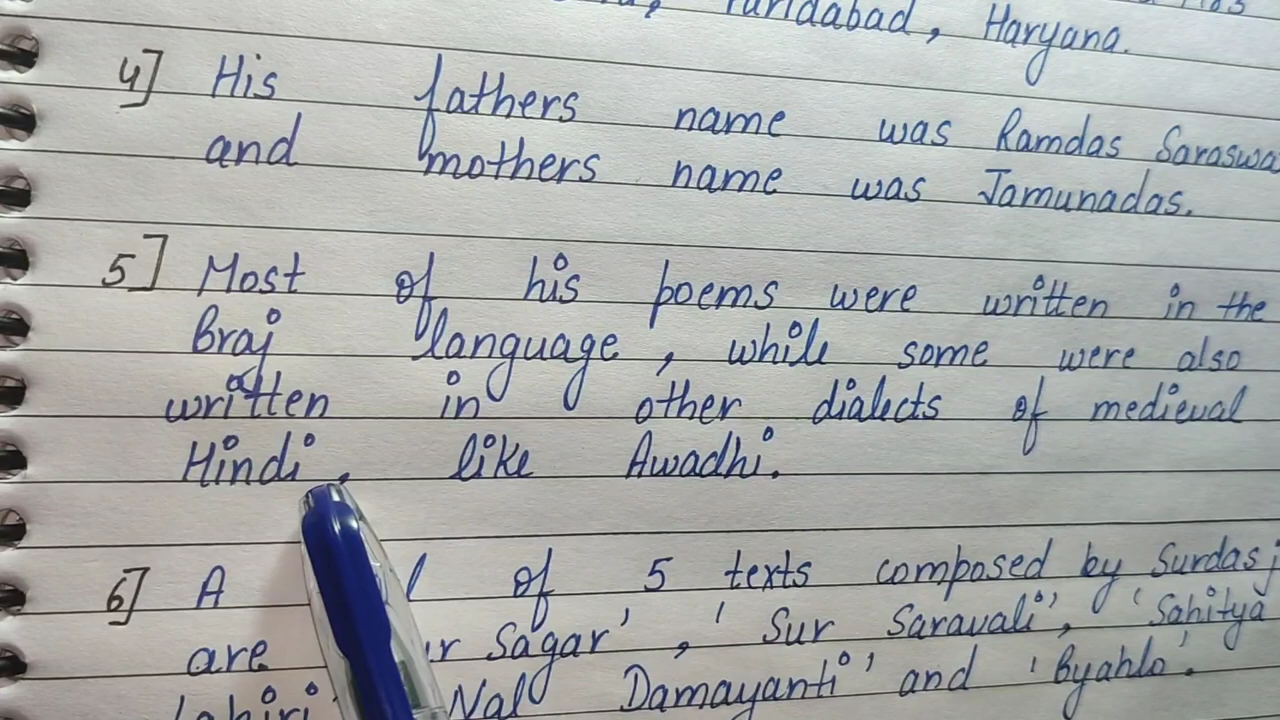 Faridabad, Haryana.
4] His fathers name was Ramdas
and mothers name was Jamunadas.
5] Most of his poems were written in the
Braj language, while some were also
written in other dialects of medieval
Hindi, like Awadhi.
6] A of 5 texts composed by Surdas
are Sagar', 'Sur Saravali', 'Sahitya
Nal Damayanti' and 'Byahlo'.